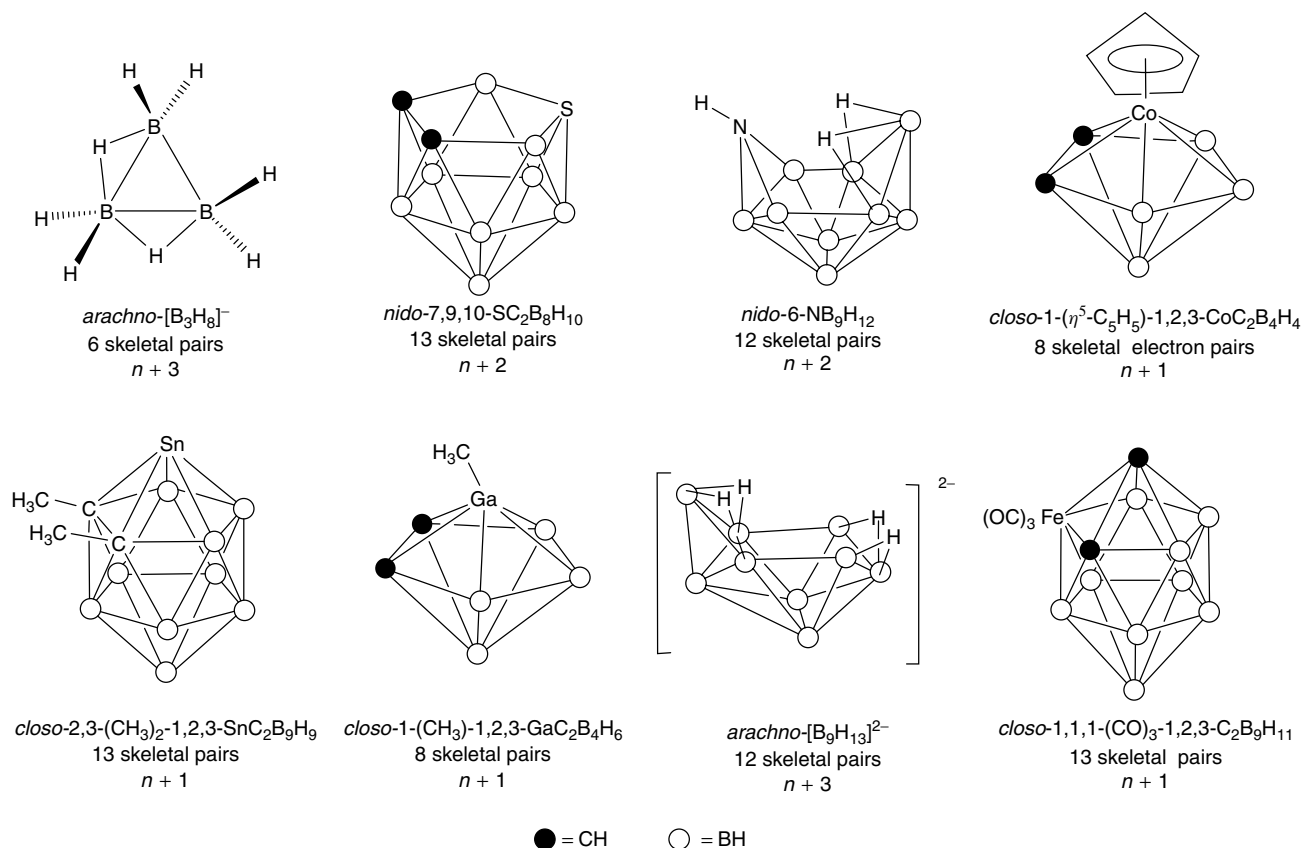 H H
B
H
H
H B B
H
H H
arachno-[B₃H₈]⁻
6 skeletal pairs
n + 3
S
nido-7,9,10-SC₂B₈H₁₀
13 skeletal pairs
n + 2
H
N
H
H
nido-6-NB₉H₁₂
12 skeletal pairs
n + 2
Co
closo-1-(η⁵-C₅H₅)-1,2,3-CoC₂B₄H₄
8 skeletal electron pairs
n + 1
Sn
H₃C
C
H₃C
C
closo-2,3-(CH₃)₂-1,2,3-SnC₂B₉H₉
13 skeletal pairs
n + 1
H₃C
Ga
closo-1-(CH₃)-1,2,3-GaC₂B₄H₆
8 skeletal pairs
n + 1
2–
H
H
H
H
arachno-[B₉H₁₃]²⁻
12 skeletal pairs
n + 3
(OC)₃ Fe
closo-1,1,1-(CO)₃-1,2,3-C₂B₉H₁₁
13 skeletal pairs
n + 1
= CH = BH